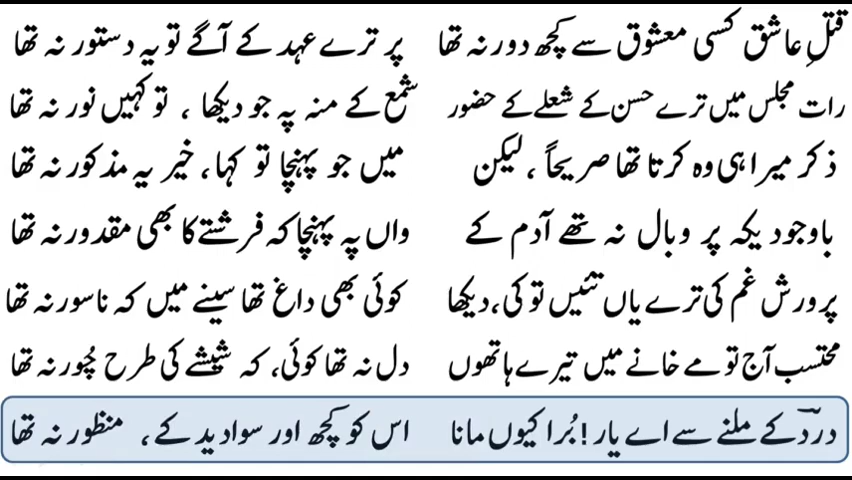 قتلِ عاشق کسی معشوق سے کچھ دور نہ تھا پر ترے عہد کے آگے تو یہ دستور نہ تھا
رات مجلس میں ترے حسن کے شعلے کے حضور شمع کے منہ پہ جو دیکھا ، تو کہیں نور نہ تھا
ذکر میرا ہی وہ کرتا تھا صریحاً ، لیکن میں جو پہنچا تو کہا ، خیر یہ مذکور نہ تھا
باوجودیکہ پر و بال نہ تھے آدم کے واں پہ پہنچا کہ فرشتے کا بھی مقدور نہ تھا
پرورش غم کی ترے یاں تئیں تو کی ، دیکھا کوئی بھی داغ تھا سینے میں کہ ناسور نہ تھا
محتسب آج تو مے خانے میں تیرے ہاتھوں دل نہ تھا کوئی ، کہ شیشے کی طرح چُور نہ تھا
دردؔ کے ملنے سے اے یار ! بُرا کیوں مانا اس کو کچھ اور سوا دید کے ، منظور نہ تھا